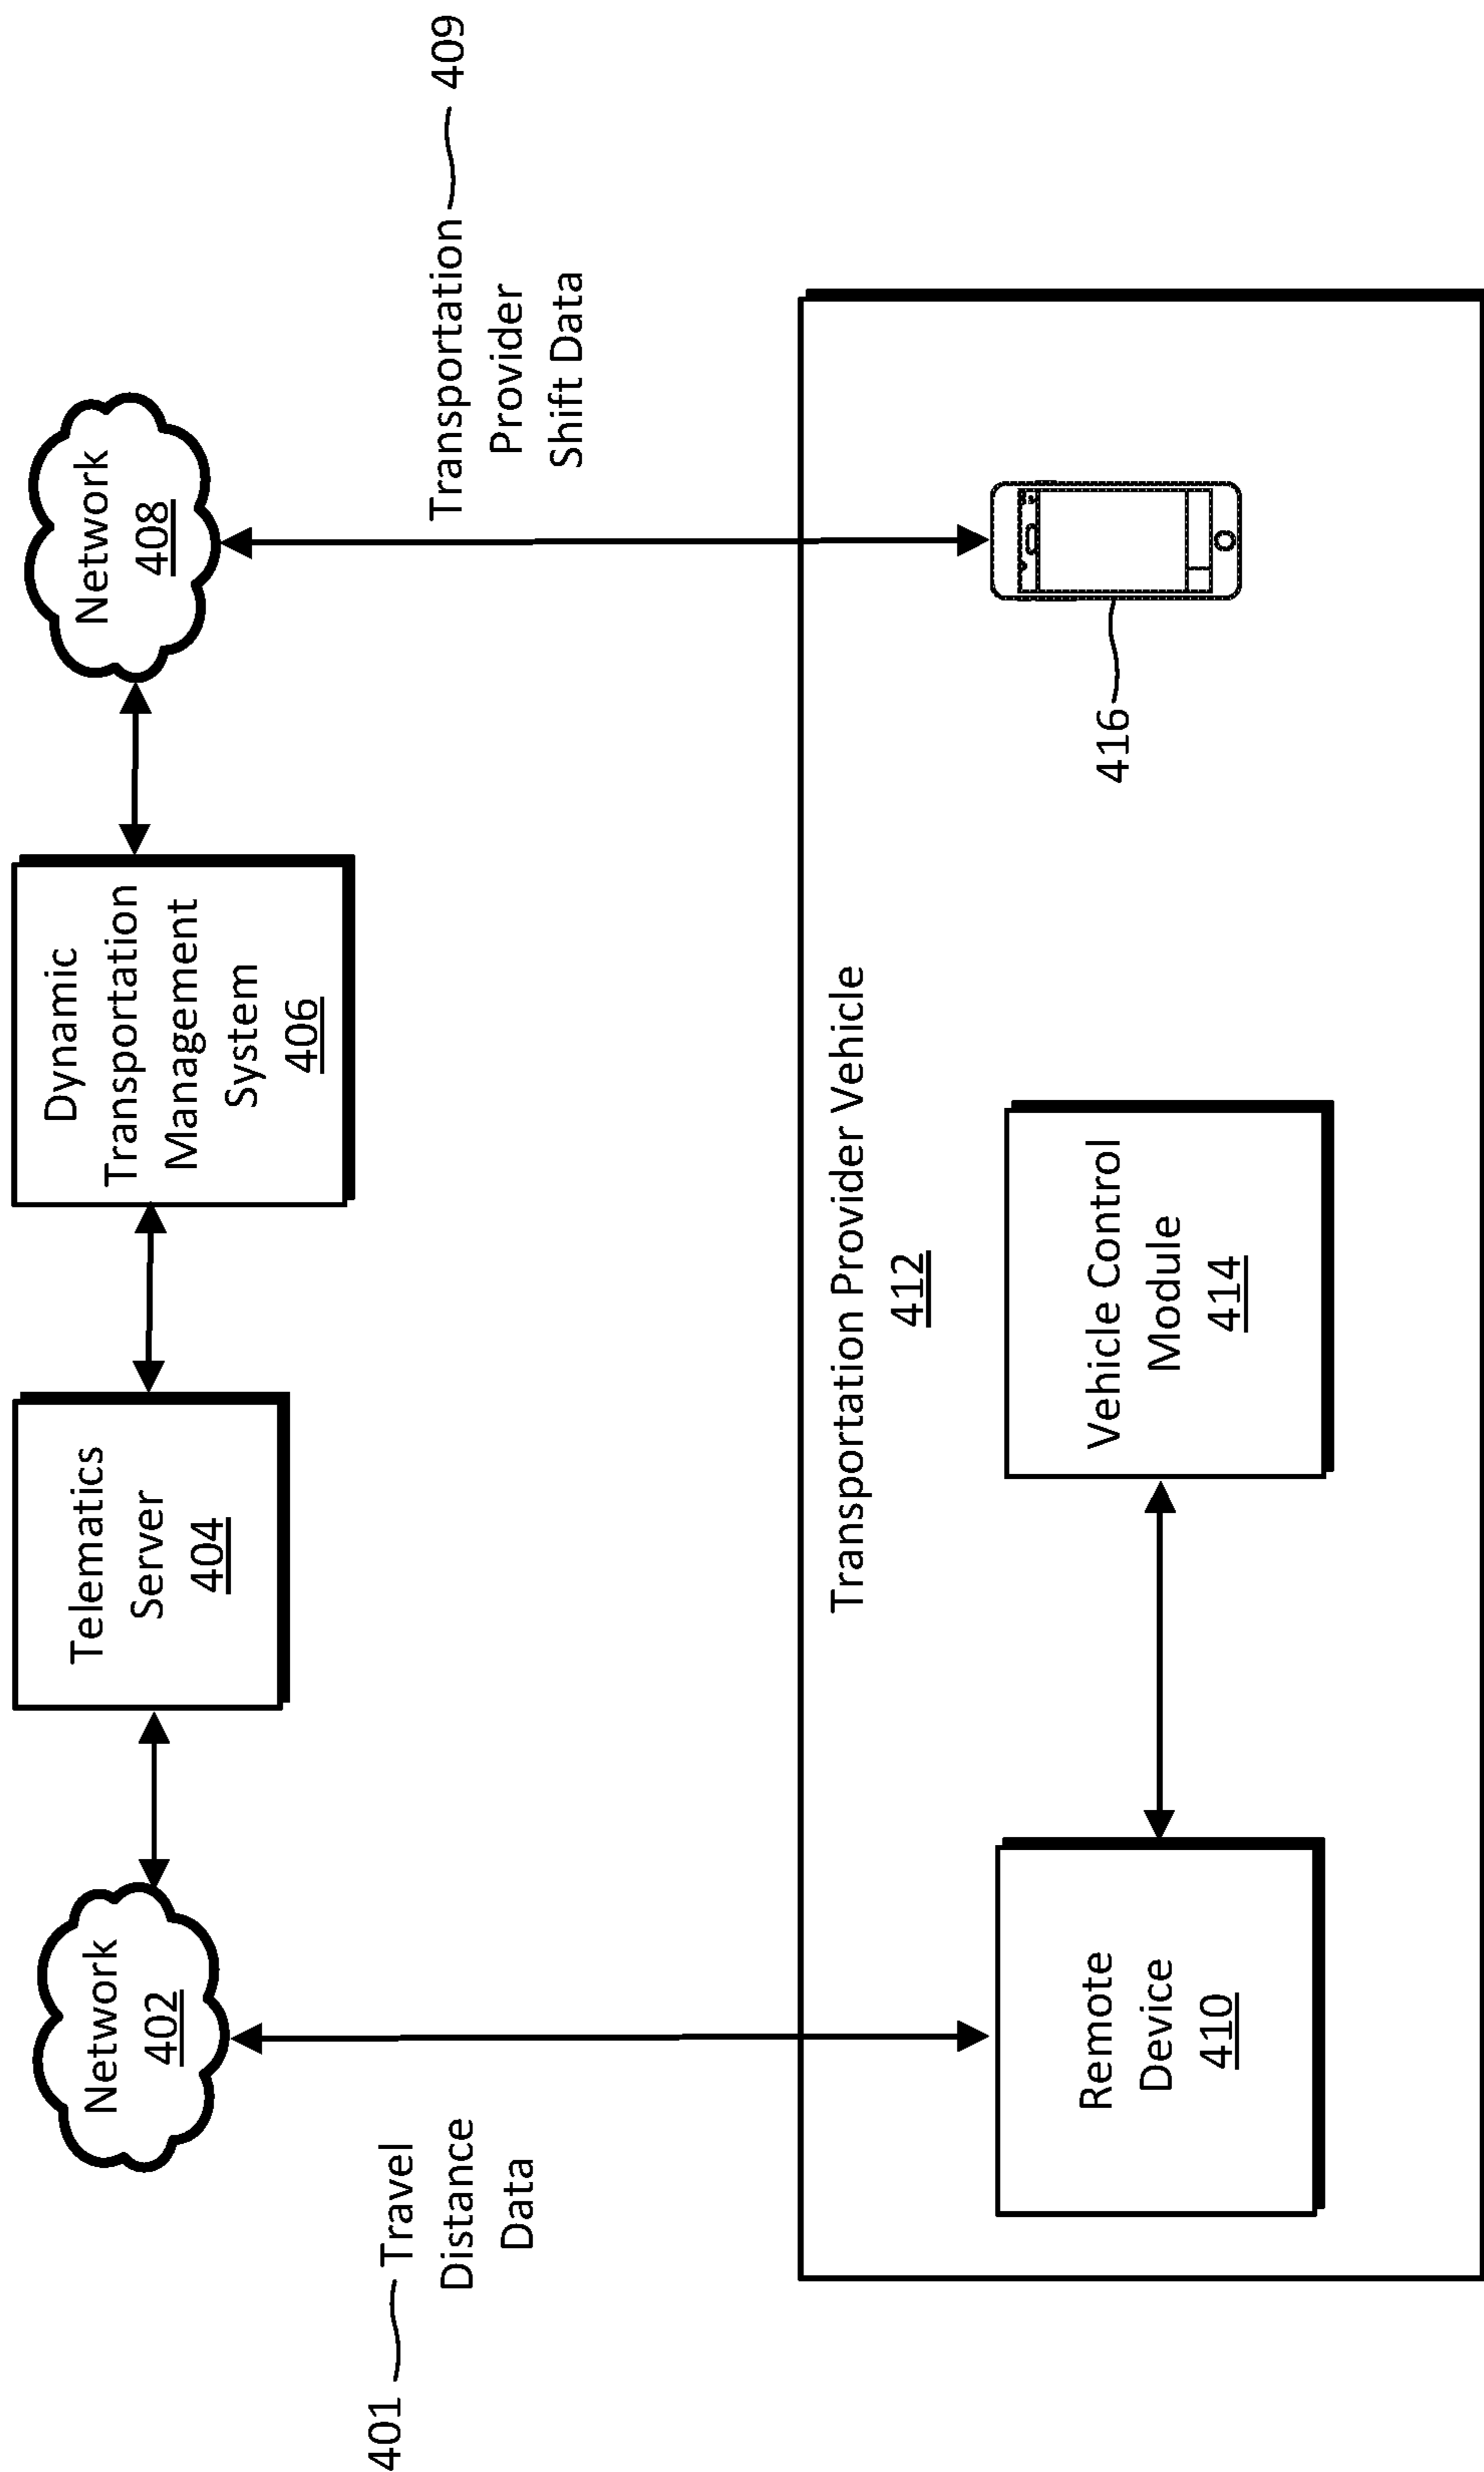 Network
402
Telematics
Server
404
Dynamic
Transportation
Management
System
406
Network
408
401
Travel
Distance
Data
Transportation
Provider
Shift Data
409
Transportation Provider Vehicle
412
Remote
Device
410
Vehicle Control
Module
414
416